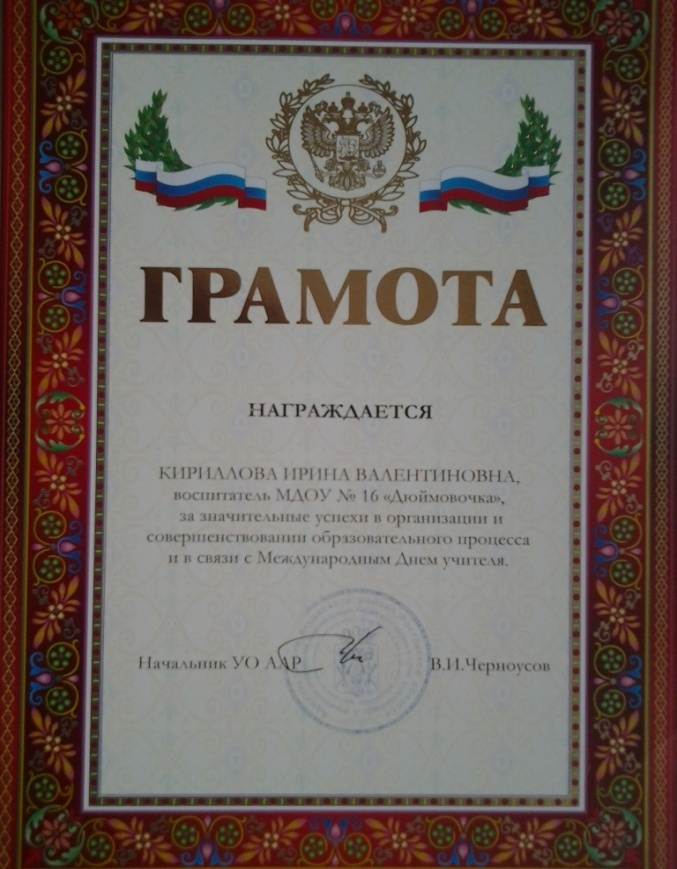 ГРАМОТА
НАГРАЖДАЕТСЯ
КИРИЛЛОВА ИРИНА ВАЛЕНТИНОВНА,
воспитатель МДОУ № 16 «Дюймовочка»,
за значительные успехи в организации и
совершенствовании образовательного процесса
и в связи с Международным Днем учителя.
Начальник УО ААР В.И.Черноусов